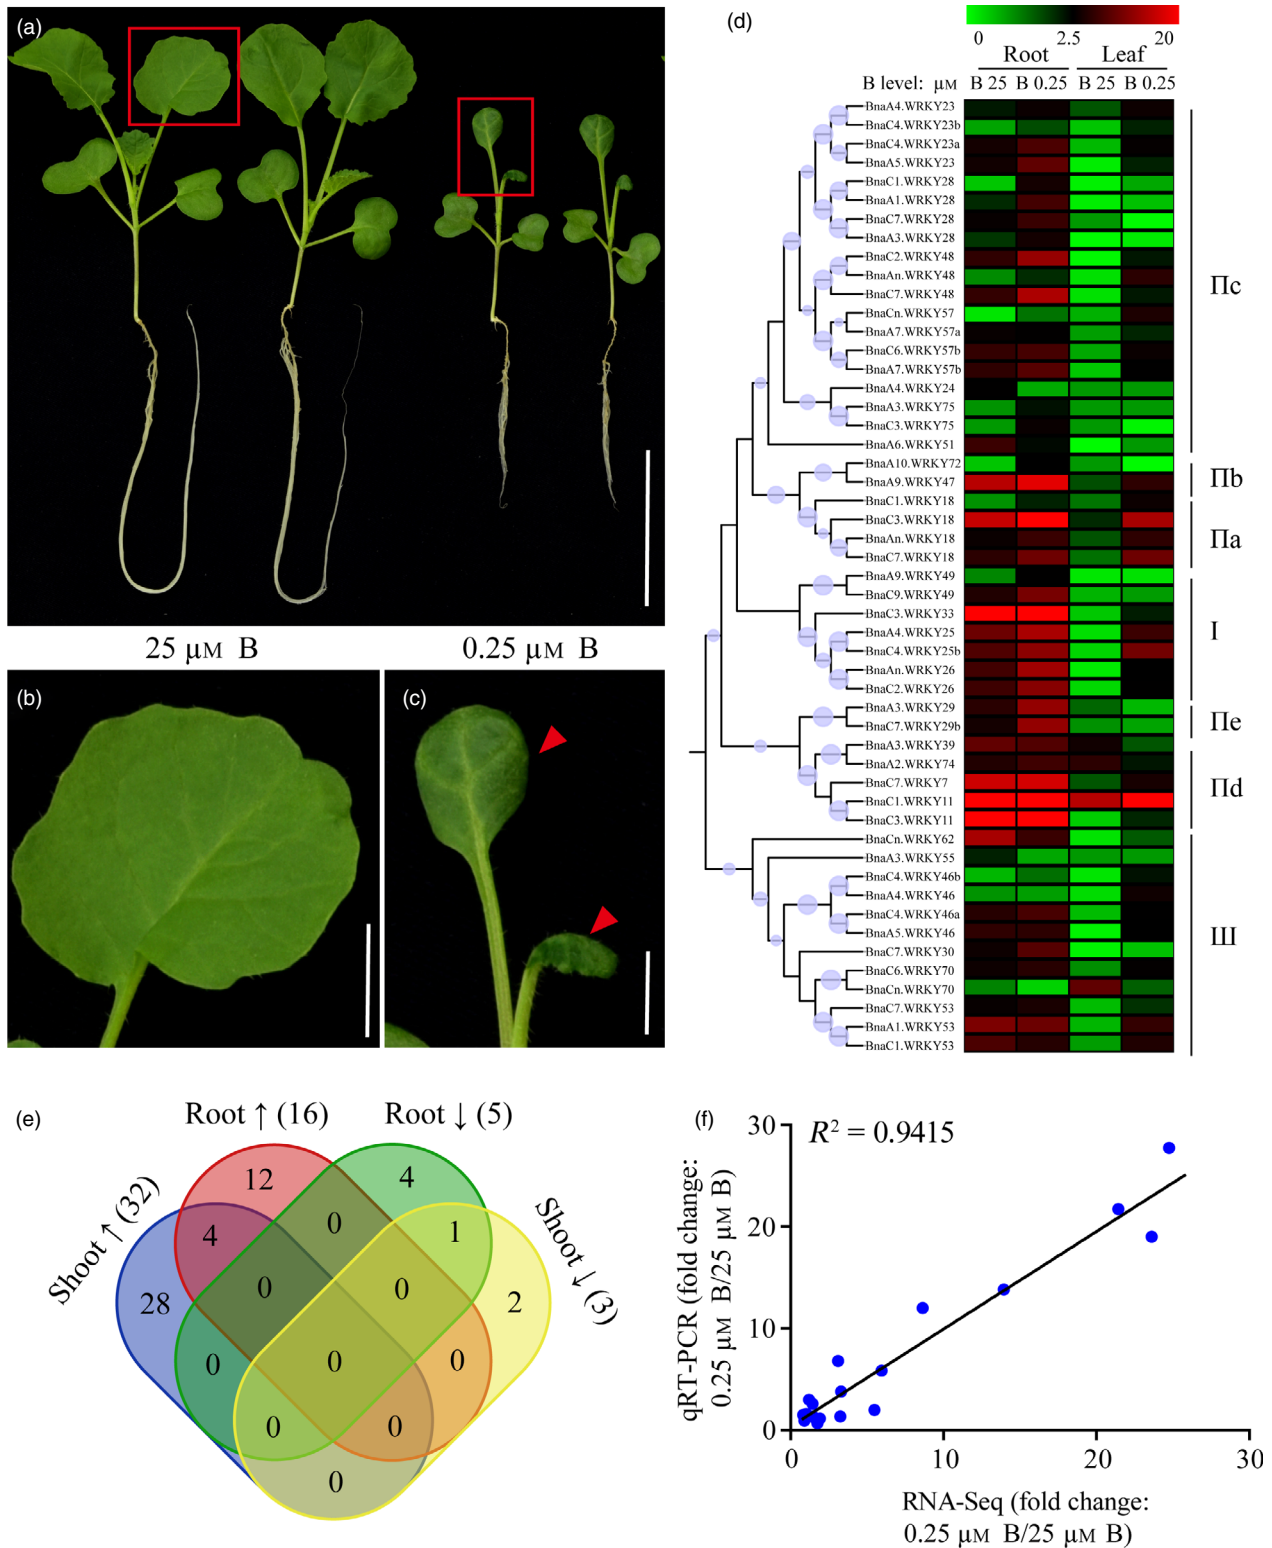 (a)
25 μM B
0.25 μM B
(b)
(c)
(d)
0 2.5 20
Root Leaf
B level: μM B 25 B 0.25 B 25 B 0.25
BnaA4.WRKY23
BnaC4.WRKY23b
BnaC4.WRKY23a
BnaA5.WRKY23
BnaC1.WRKY28
BnaA1.WRKY28
BnaC7.WRKY28
BnaA3.WRKY28
BnaC2.WRKY48
BnaAn.WRKY48
BnaC7.WRKY48
BnaCn.WRKY57
BnaA7.WRKY57a
BnaC6.WRKY57b
BnaA7.WRKY57b
BnaA4.WRKY24
BnaA3.WRKY75
BnaC3.WRKY75
BnaA6.WRKY51
Πc
BnaA10.WRKY72
BnaA9.WRKY47
Πb
BnaC1.WRKY18
BnaC3.WRKY18
BnaAn.WRKY18
BnaC7.WRKY18
Πa
BnaA9.WRKY49
BnaC9.WRKY49
BnaC3.WRKY33
BnaA4.WRKY25
BnaC4.WRKY25b
BnaAn.WRKY26
BnaC2.WRKY26
I
BnaA3.WRKY29
BnaC7.WRKY29b
Πe
BnaA3.WRKY39
BnaA2.WRKY74
BnaC7.WRKY7
BnaC1.WRKY11
BnaC3.WRKY11
Πd
BnaCn.WRKY62
BnaA3.WRKY55
BnaC4.WRKY46b
BnaA4.WRKY46
BnaC4.WRKY46a
BnaA5.WRKY46
BnaC7.WRKY30
BnaC6.WRKY70
BnaCn.WRKY70
BnaC7.WRKY53
BnaA1.WRKY53
BnaC1.WRKY53
Ш
(e)
Root ↑ (16) Root ↓ (5)
Shoot ↑ (32)
Shoot ↓ (3)
12 4
4 0 1
28 0 0 2
0 0 0
0 0
0
(f)
R² = 0.9415
qRT-PCR (fold change:
0.25 μM B/25 μM B)
30
20
10
0
0 10 20 30
RNA-Seq (fold change:
0.25 μM B/25 μM B)